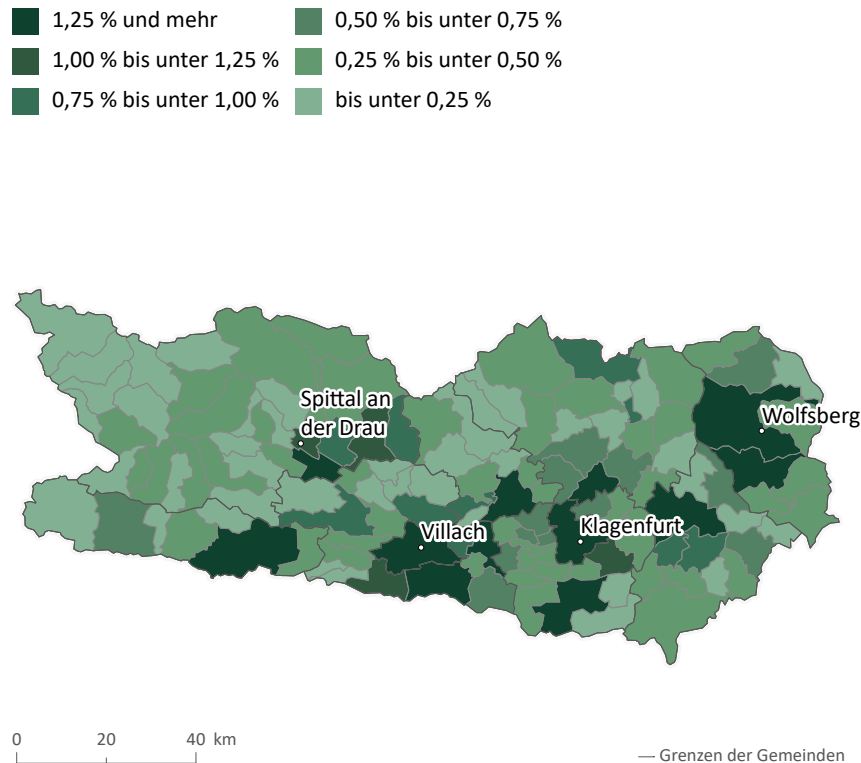 1,25 % und mehr
1,00 % bis unter 1,25 %
0,75 % bis unter 1,00 %
0,50 % bis unter 0,75 %
0,25 % bis unter 0,50 %
bis unter 0,25 %
Spittal an
der Drau
Wolfsberg
Villach
Klagenfurt
0 20 40 km
Grenzen der Gemeinden